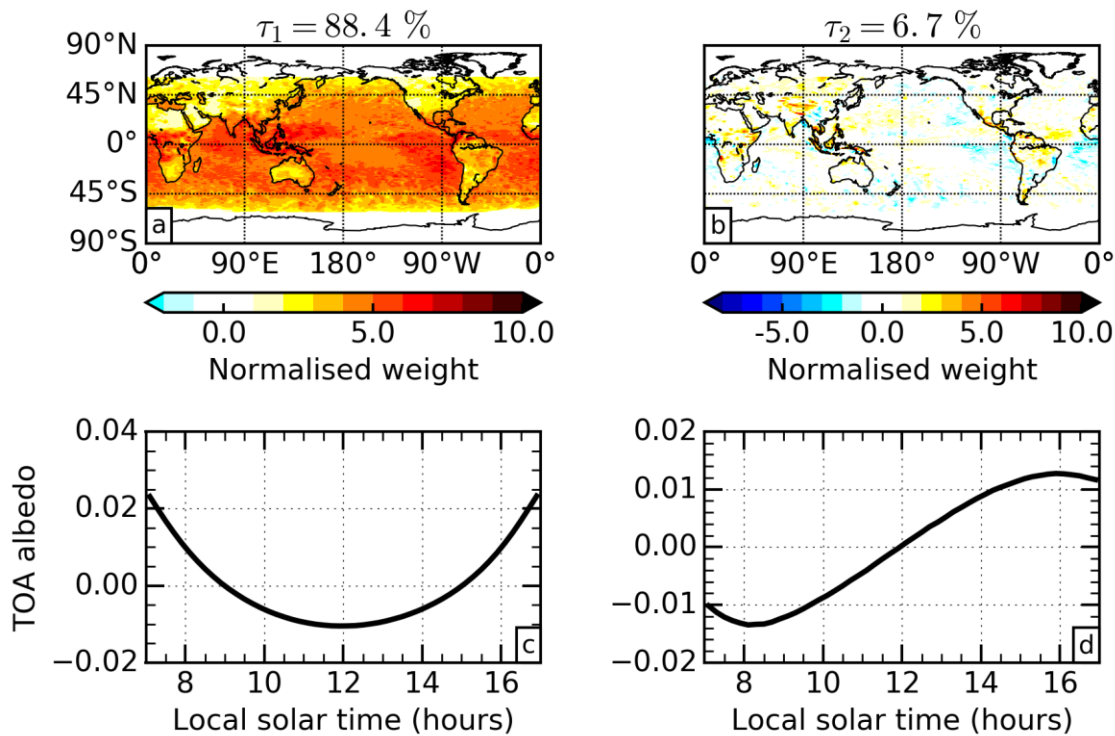 τ₁ = 88.4 %
τ₂ = 6.7 %
90°N
45°N
0°
45°S
90°S
a
b
0° 90°E 180° 90°W 0°
0° 90°E 180° 90°W 0°
0.0 5.0 10.0
-5.0 0.0 5.0 10.0
Normalised weight
Normalised weight
TOA albedo
0.04
0.02
0.00
−0.02
c
8 10 12 14 16
Local solar time (hours)
0.02
0.01
0.00
−0.01
−0.02
d
8 10 12 14 16
Local solar time (hours)